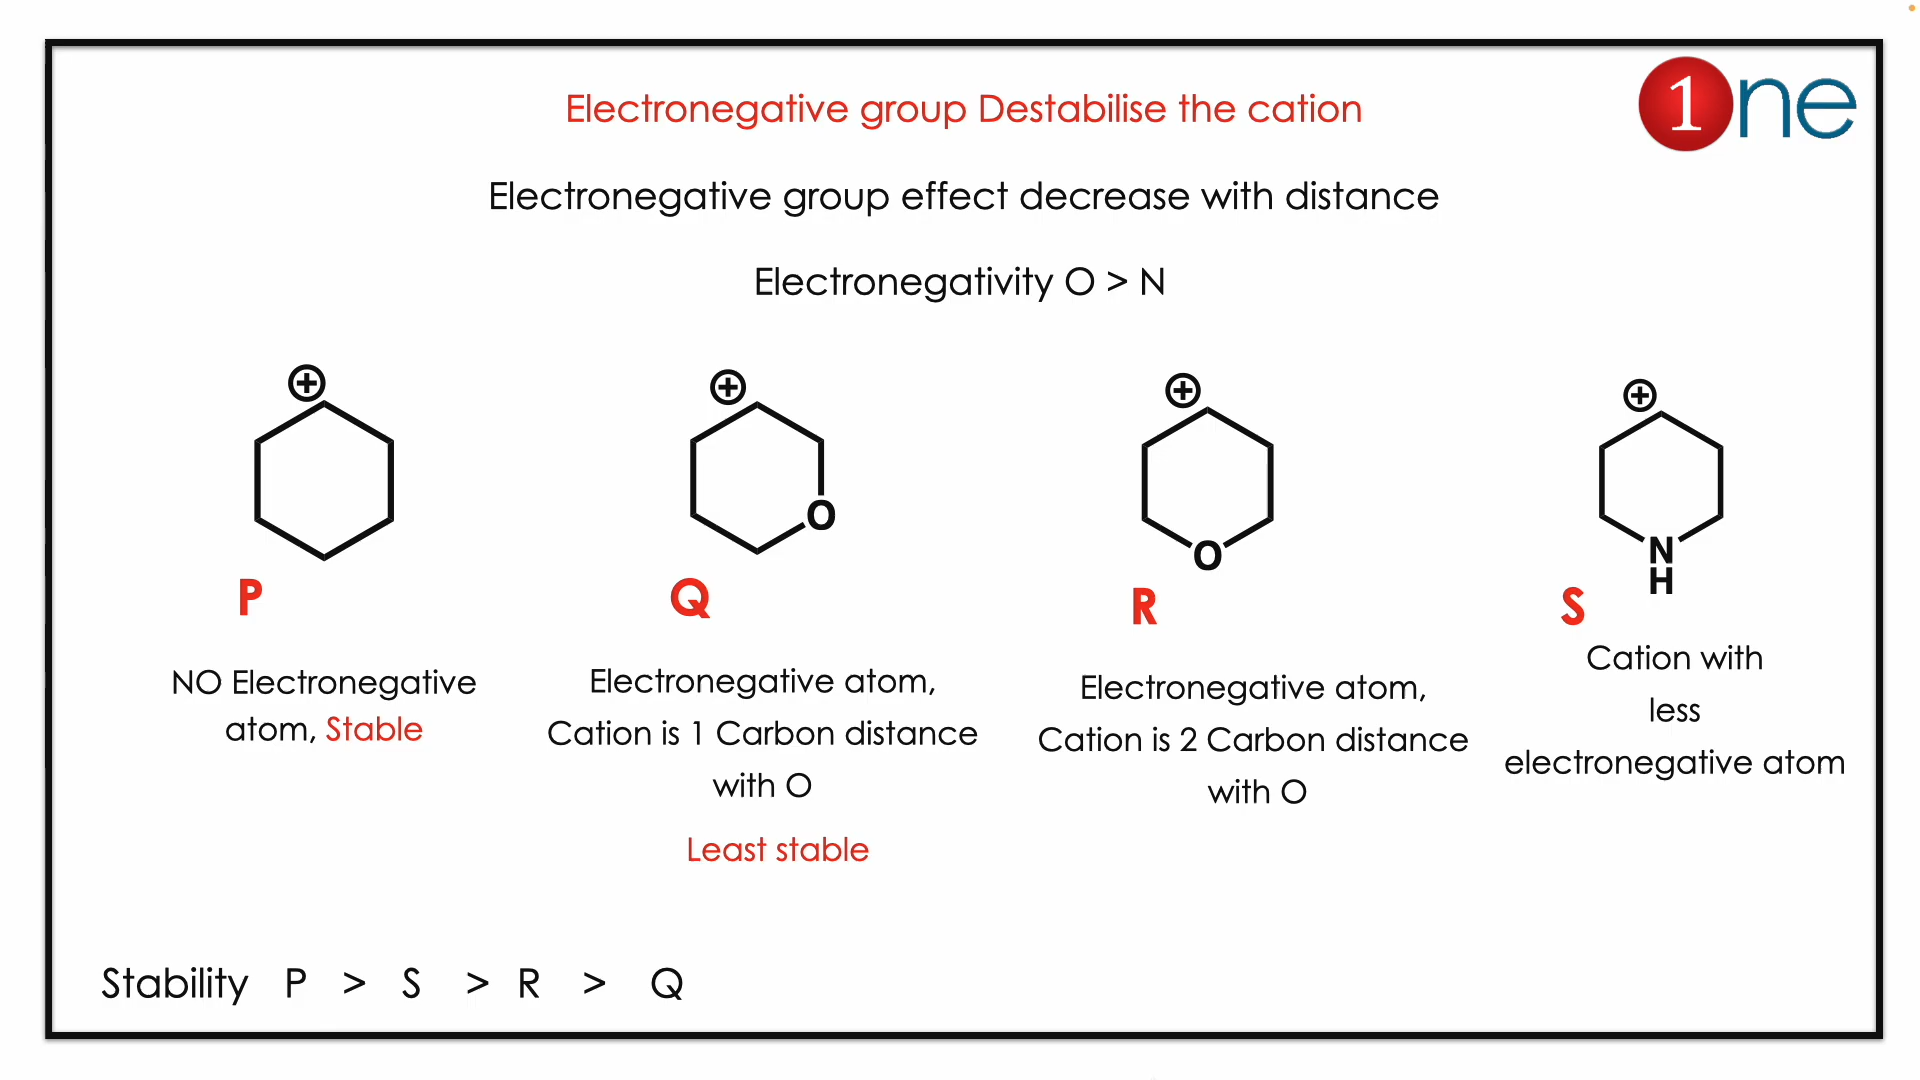 1ne
Electronegative group Destabilise the cation
Electronegative group effect decrease with distance
Electronegativity O > N
+
+
O
+
O
+
N
H
P
Q
R
S
NO Electronegative
atom, Stable
Electronegative atom,
Cation is 1 Carbon distance
with O
Least stable
Electronegative atom,
Cation is 2 Carbon distance
with O
Cation with
less
electronegative atom
Stability P > S > R > Q